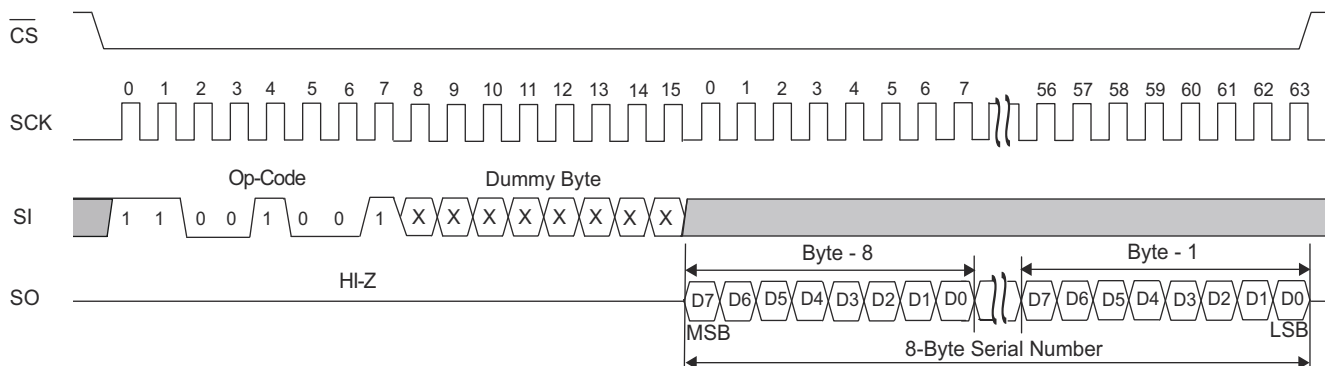 CS
0 1 2 3 4 5 6 7 8 9 10 11 12 13 14 15 0 1 2 3 4 5 6 7 56 57 58 59 60 61 62 63
SCK
Op-Code Dummy Byte
SI 1 1 0 0 1 0 0 1 X X X X X X X X
Byte - 8 Byte - 1
HI-Z
SO D7 D6 D5 D4 D3 D2 D1 D0 D7 D6 D5 D4 D3 D2 D1 D0
MSB LSB
8-Byte Serial Number